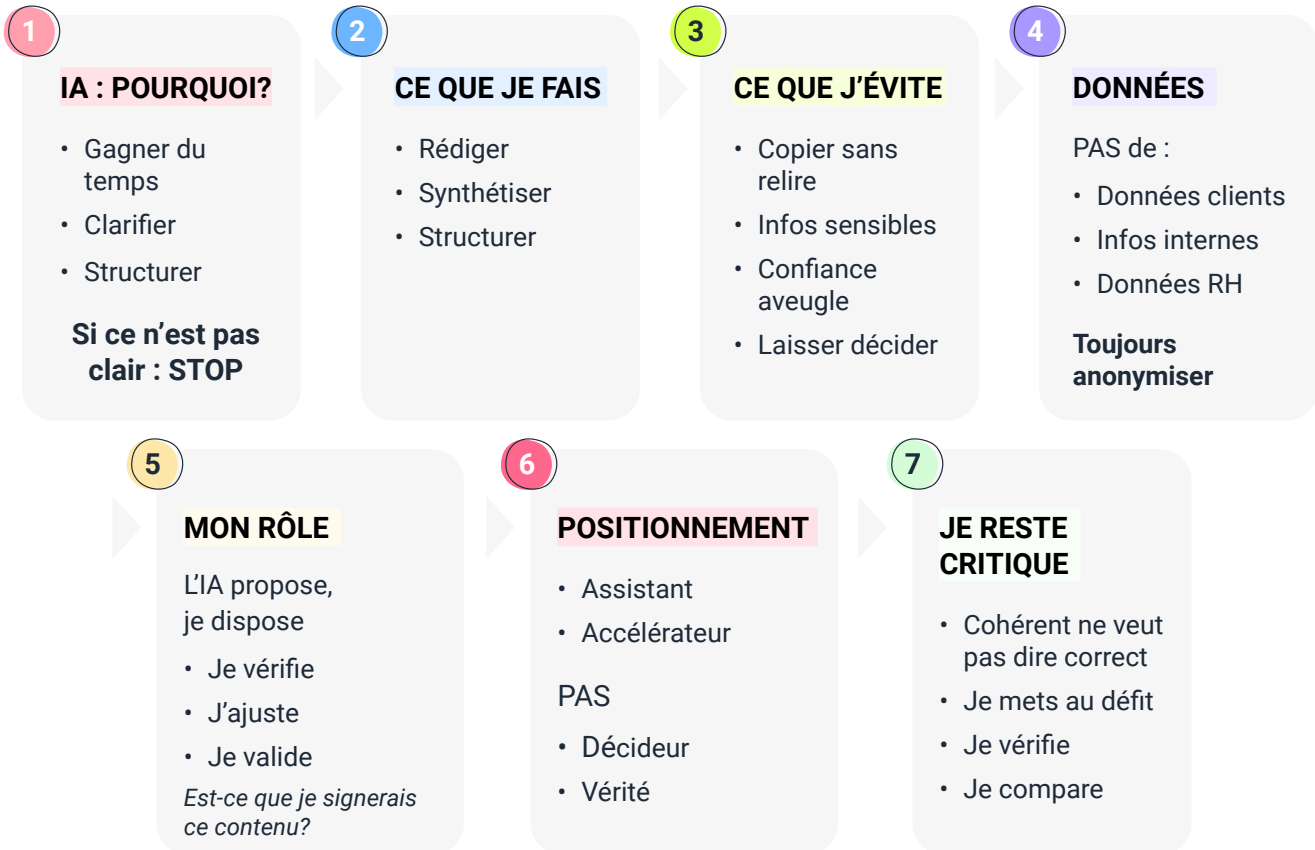 1
IA : POURQUOI?
• Gagner du
temps
• Clarifier
• Structurer
Si ce n’est pas
clair : STOP
2
CE QUE JE FAIS
• Rédiger
• Synthétiser
• Structurer
3
CE QUE J’ÉVITE
• Copier sans
relire
• Infos sensibles
• Confiance
aveugle
• Laisser décider
4
DONNÉES
PAS de :
• Données clients
• Infos internes
• Données RH
Toujours
anonymiser
5
MON RÔLE
L’IA propose,
je dispose
• Je vérifie
• J’ajuste
• Je valide
Est-ce que je signerais
ce contenu?
6
POSITIONNEMENT
• Assistant
• Accélérateur
PAS
• Décideur
• Vérité
7
JE RESTE
CRITIQUE
• Cohérent ne veut
pas dire correct
• Je mets au défit
• Je vérifie
• Je compare